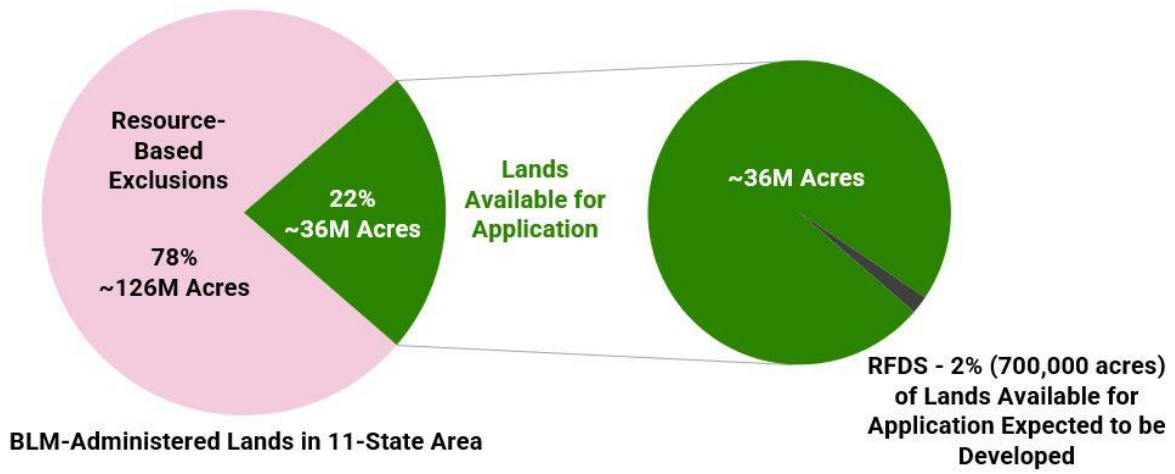 Resource-
Based
Exclusions
78%
~126M Acres
22%
~36M Acres
Lands
Available for
Application
~36M Acres
RFDS - 2% (700,000 acres)
of Lands Available for
Application Expected to be
Developed
BLM-Administered Lands in 11-State Area